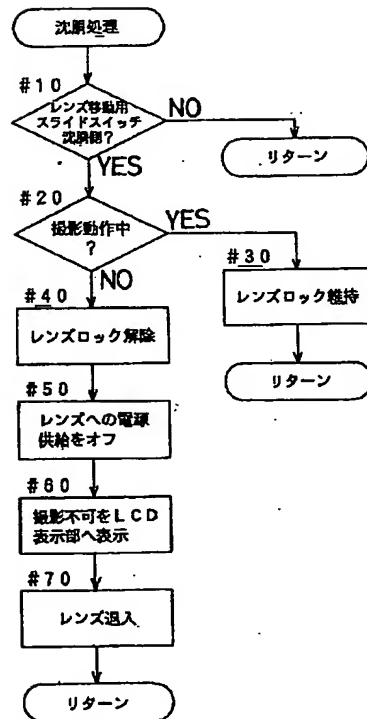 沈胴処理
#10
レンズ移動用
スライドスイッチ
沈胴側?
NO
リターン
YES
#20
撮影動作中
?
YES
#30
レンズロック維持
リターン
NO
#40
レンズロック解除
#50
レンズへの電源
供給をオフ
#60
撮影不可をLCD
表示部へ表示
#70
レンズ退入
リターン